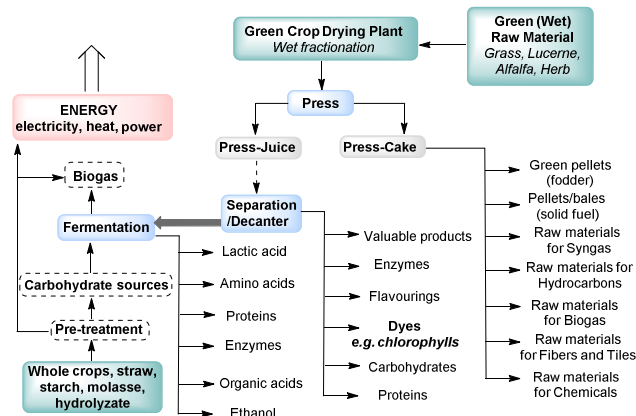 Green Crop Drying Plant
Wet fractionation
Green (Wet)
Raw Material
Grass, Lucerne,
Alfalfa, Herb
Press
ENERGY
electricity, heat, power
Press-Juice
Press-Cake
Biogas
Separation
/Decanter
Fermentation
Carbohydrate sources
Pre-treatment
Whole crops, straw,
starch, molasse,
hydrolyzate
Lactic acid
Amino acids
Proteins
Enzymes
Organic acids
Ethanol
Valuable products
Enzymes
Flavourings
Dyes
e.g. chlorophylls
Carbohydrates
Proteins
Green pellets
(fodder)
Pellets/bales
(solid fuel)
Raw materials
for Syngas
Raw materials for
Hydrocarbons
Raw materials
for Biogas
Raw materials
for Fibers and Tiles
Raw materials
for Chemicals